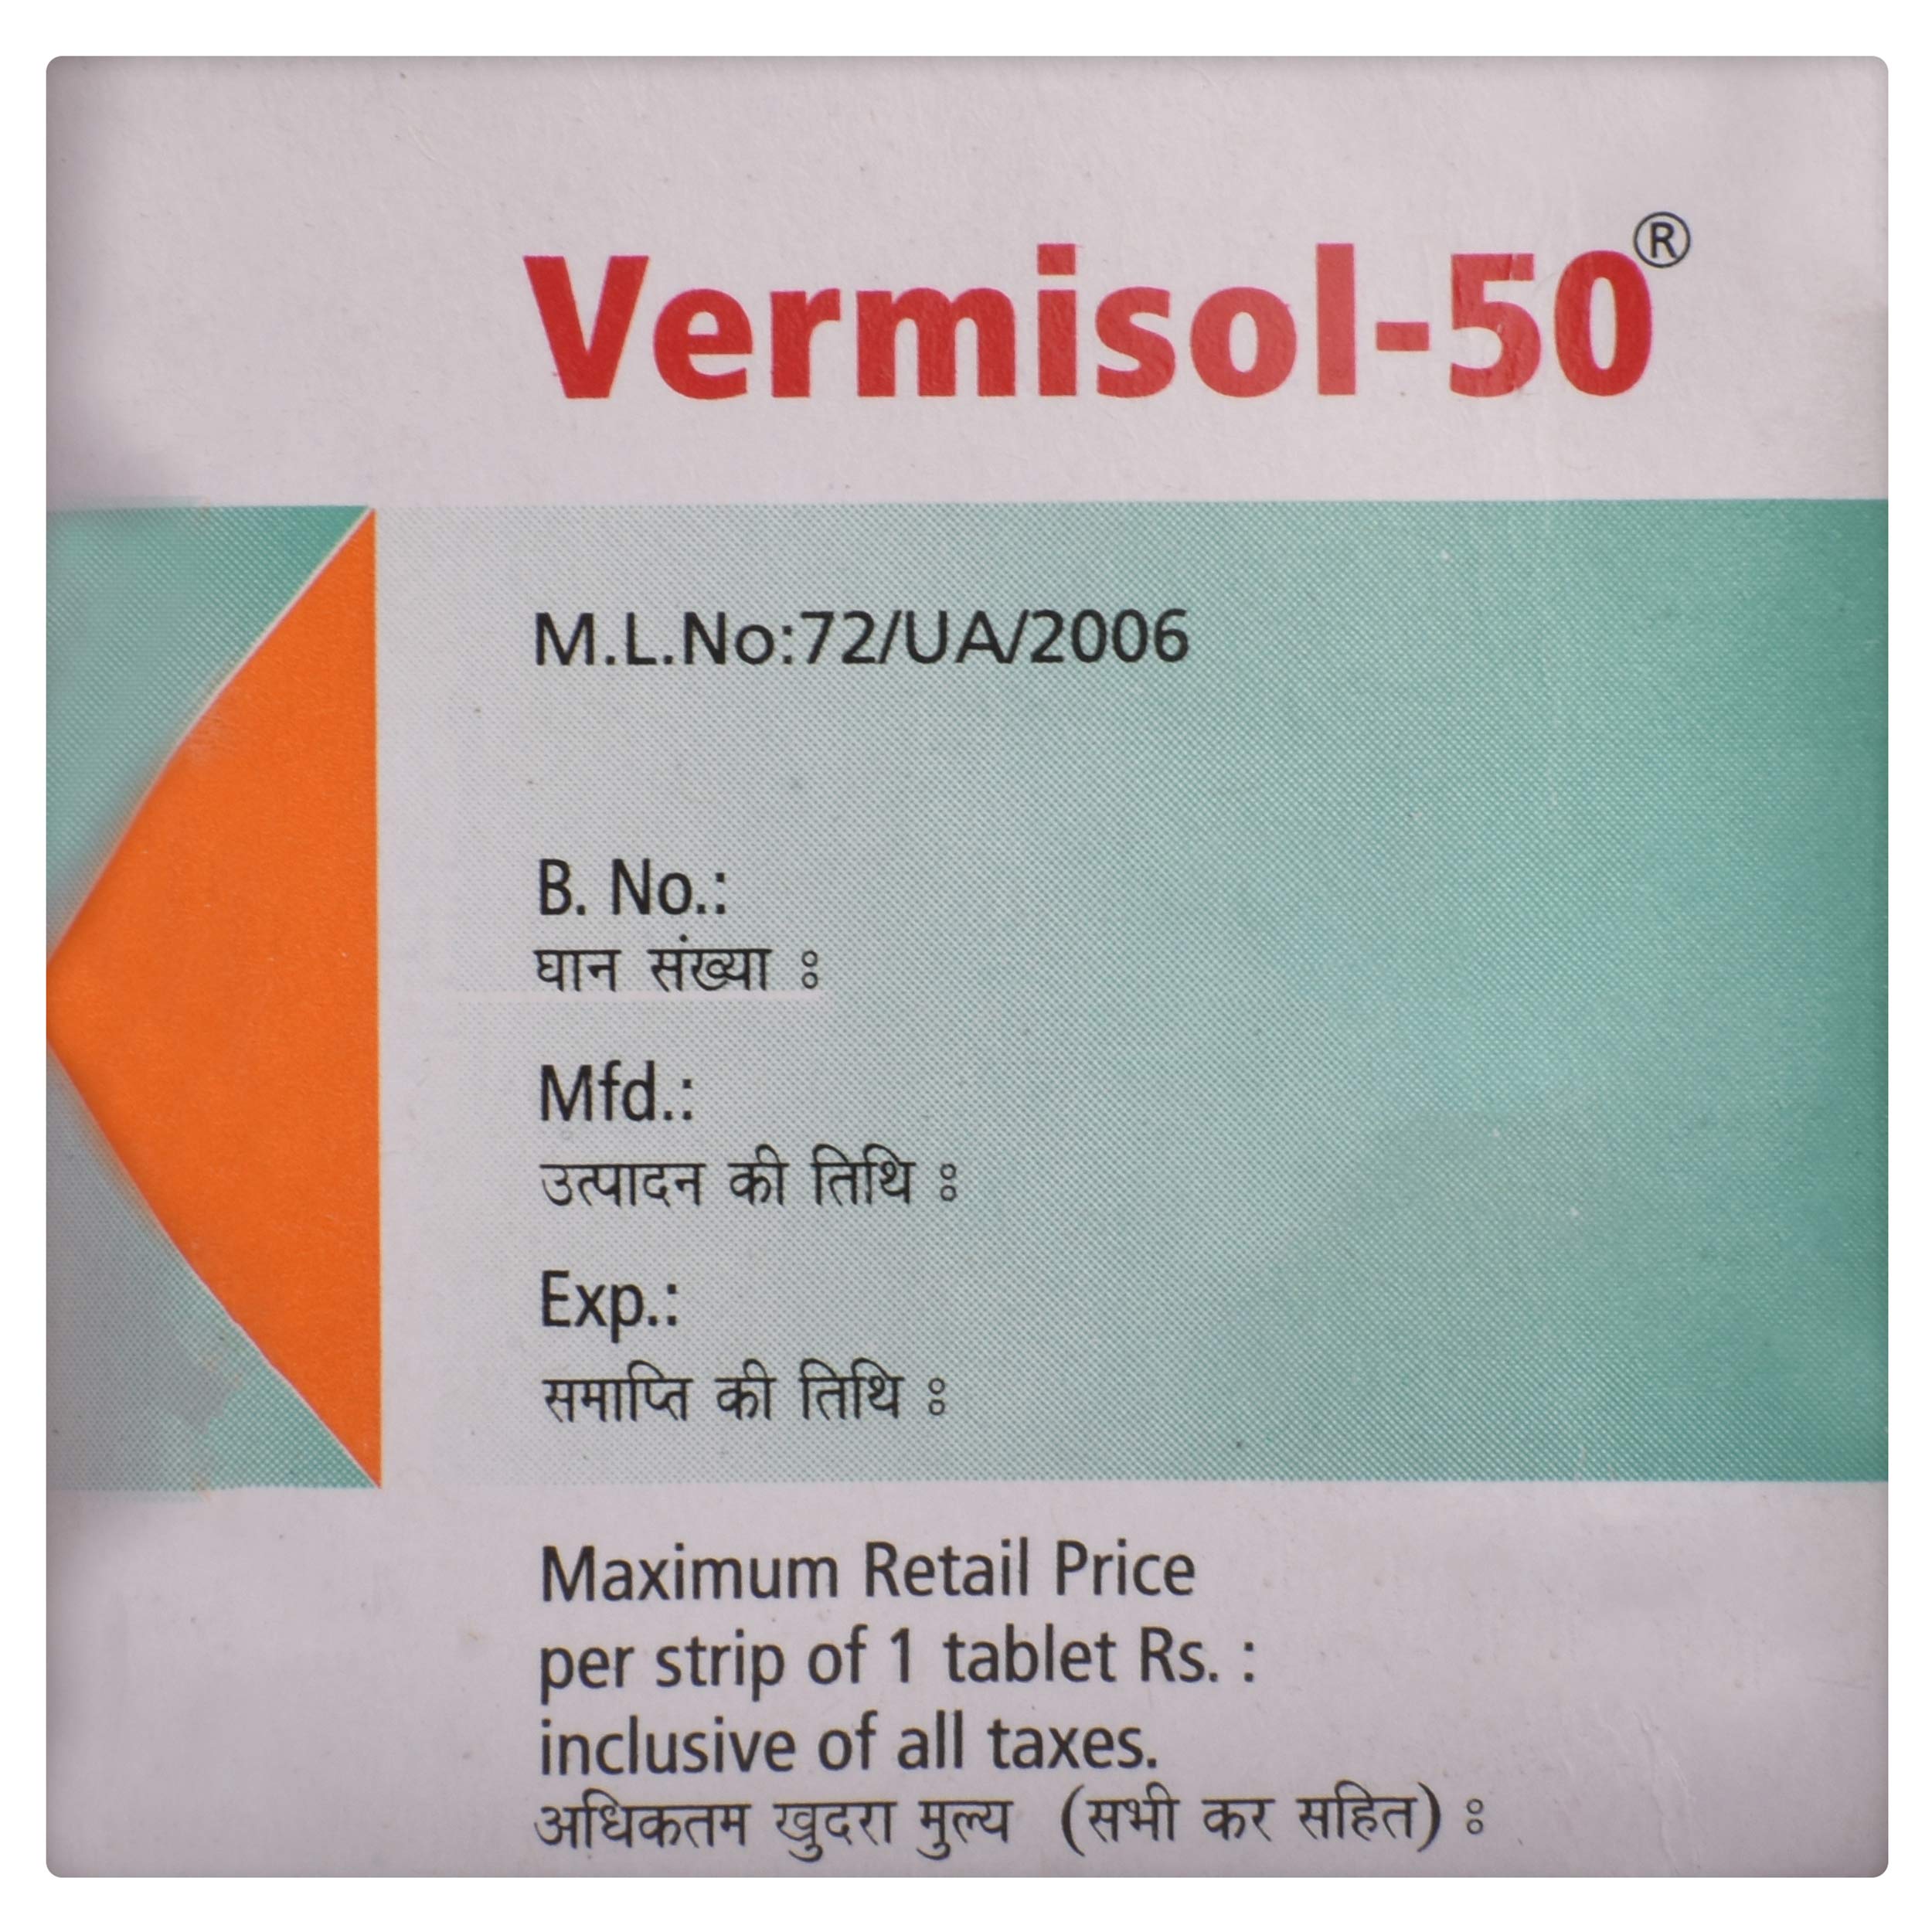 Vermisol-50®
M.L.No:72/UA/2006
B. No.:
घान संख्या :
Mfd.:
उत्पादन की तिथि :
Exp.:
समाप्ति की तिथि :
Maximum Retail Price
per strip of 1 tablet Rs. :
inclusive of all taxes.
अधिकतम खुदरा मुल्य (सभी कर सहित) :